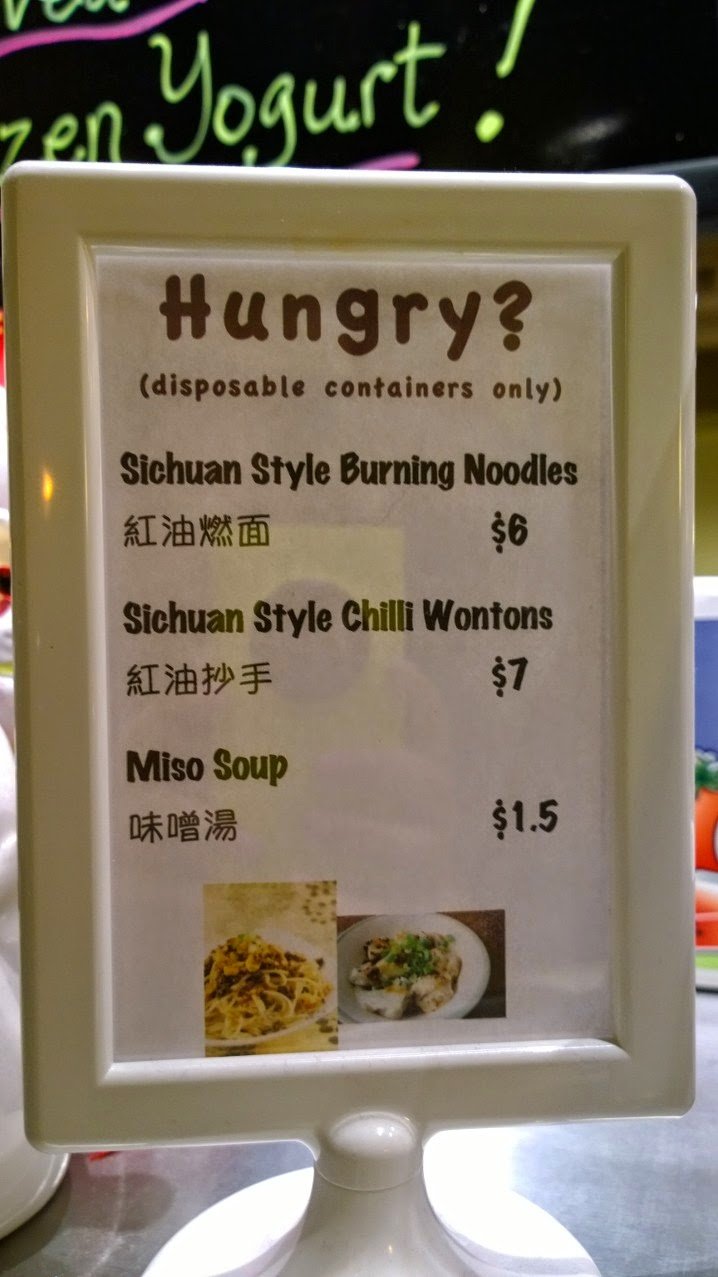 Yogurt!
Hungry?
(disposable containers only)
Sichuan Style Burning Noodles
紅油燃面 $6
Sichuan Style Chilli Wontons
紅油抄手 $7
Miso Soup
味噌湯 $1.5